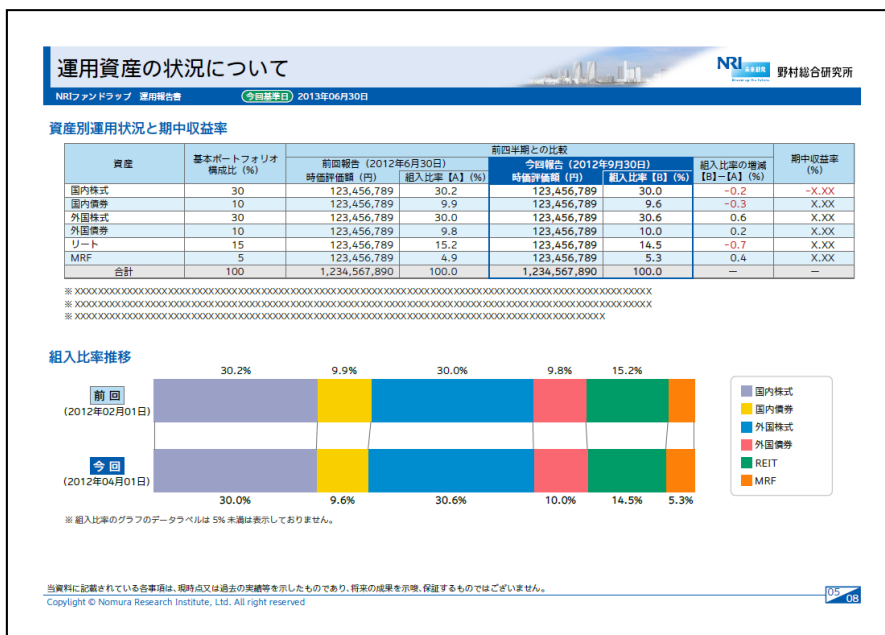 運用資産の状況について
NRI 未来創発
Dream up the future.
野村総合研究所
NRIファンドラップ 運用報告書 今回基準日 2013年06月30日
資産別運用状況と期中収益率
資産 基本ポートフォリオ構成比（%） 前四半期との比較 期中収益率（%）
前回報告（2012年6月30日） 今回報告（2012年9月30日） 組入比率の増減【B】−【A】（%）
時価評価額（円） 組入比率【A】（%） 時価評価額（円） 組入比率【B】（%）
国内株式 30 123,456,789 30.2 123,456,789 30.0 −0.2 −X.XX
国内債券 10 123,456,789 9.9 123,456,789 9.6 −0.3 X.XX
外国株式 30 123,456,789 30.0 123,456,789 30.6 0.6 X.XX
外国債券 10 123,456,789 9.8 123,456,789 10.0 0.2 X.XX
リート 15 123,456,789 15.2 123,456,789 14.5 −0.7 X.XX
MRF 5 123,456,789 4.9 123,456,789 5.3 0.4 X.XX
合計 100 1,234,567,890 100.0 1,234,567,890 100.0 − −
※ XXXXXXXXXXXXXXXXXXXXXXXXXXXXXXXXXXXXXXXXXXXXXXXXXXXXXXXXXXXXXXXXXXXXXXXXXXXXXXXXXXXXXXXXXXXXXXXXXXXX
※ XXXXXXXXXXXXXXXXXXXXXXXXXXXXXXXXXXXXXXXXXXXXXXXXXXXXXXXXXXXXXXXXXXXXXXXXXXXXXXXXXXXXXXXXXXXXXXXXXXXX
※ XXXXXXXXXXXXXXXXXXXXXXXXXXXXXXXXXXXXXXXXXXXXXXXXXXXXXXXXXXXXXXXXXXXXXXXXXXXXXXXXXXXXXXXXXXXX
組入比率推移
30.2% 9.9% 30.0% 9.8% 15.2%
前回
(2012年02月01日)
今回
(2012年04月01日)
30.0% 9.6% 30.6% 10.0% 14.5% 5.3%
国内株式
国内債券
外国株式
外国債券
REIT
MRF
※ 組入比率のグラフのデータラベルは 5% 未満は表示しておりません。
当資料に記載されている各事項は、現時点又は過去の実績等を示したものであり、将来の成果を示唆、保証するものではございません。
Copylight © Nomura Research Institute, Ltd. All right reserved
05
08